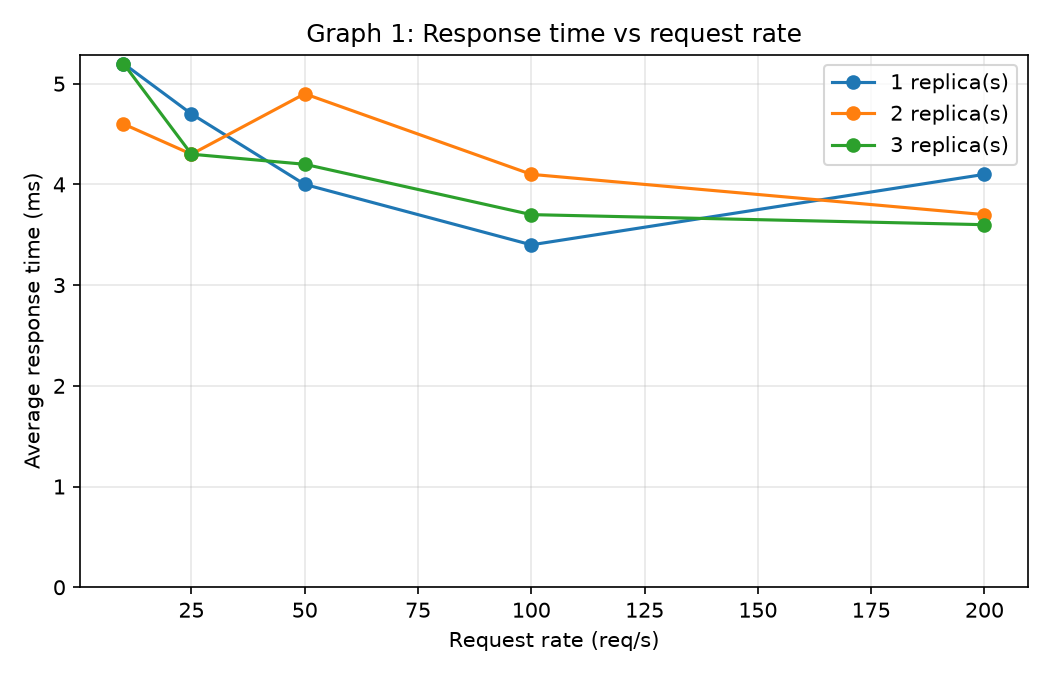 Graph 1: Response time vs request rate
1 replica(s)
2 replica(s)
3 replica(s)
Average response time (ms)
5
4
3
2
1
0
25 50 75 100 125 150 175 200
Request rate (req/s)